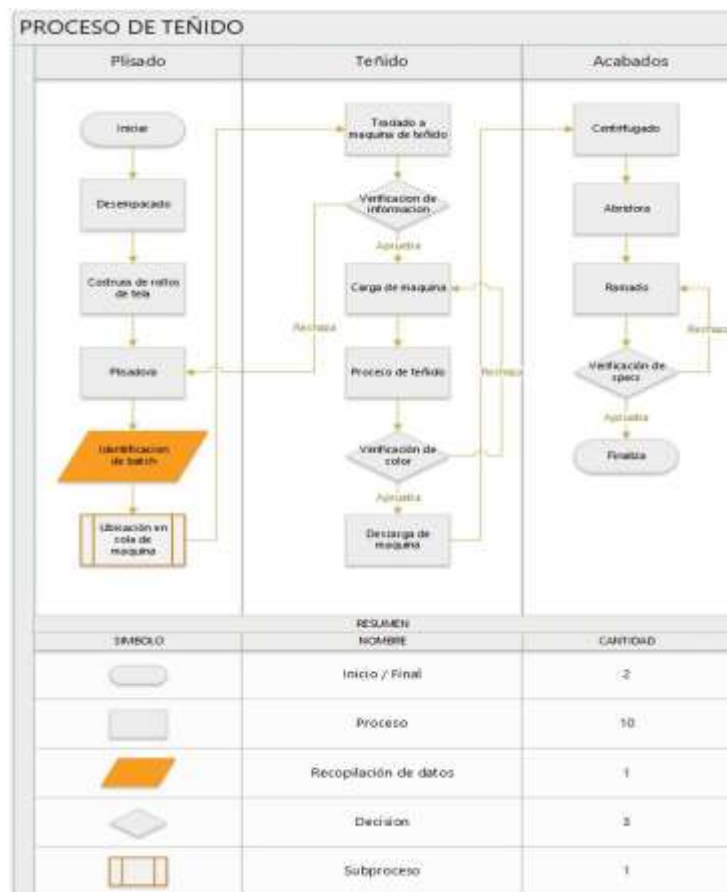 PROCESO DE TEÑIDO
Plisado
Teñido
Acabados
Iniciar
Desempacado
Costrusa de rollos
de tela
Plisadora
Identificacion
de batch
Ubicación en
cola de
maquina
Traslado a
maquina de teñido
Verificacion de
informacion
Aprueba
Rechaza
Carga de maquina
Proceso de teñido
Rechaza
Verificación de
color
Aprueba
Descarga de
maquina
Centrifugado
Abridora
Ramado
Rechaza
Verificación de
specs
Aprueba
Finaliza
RESUMEN
SIMBOLO
NOMBRE
CANTIDAD
Inicio / Final
2
Proceso
10
Recopilación de datos
1
Decision
3
Subproceso
1